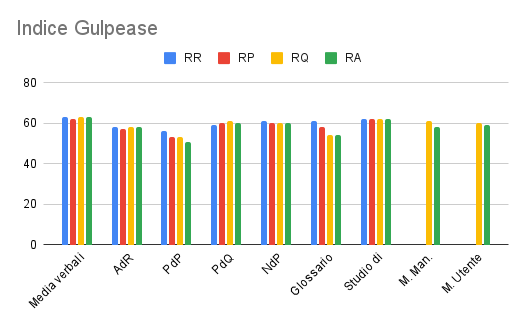 Indice Gulpease
RR RP RQ RA
80
60
40
20
0
Media verbali AdR PdP PdQ NdP Glossario Studio di M. Man. M. Utente